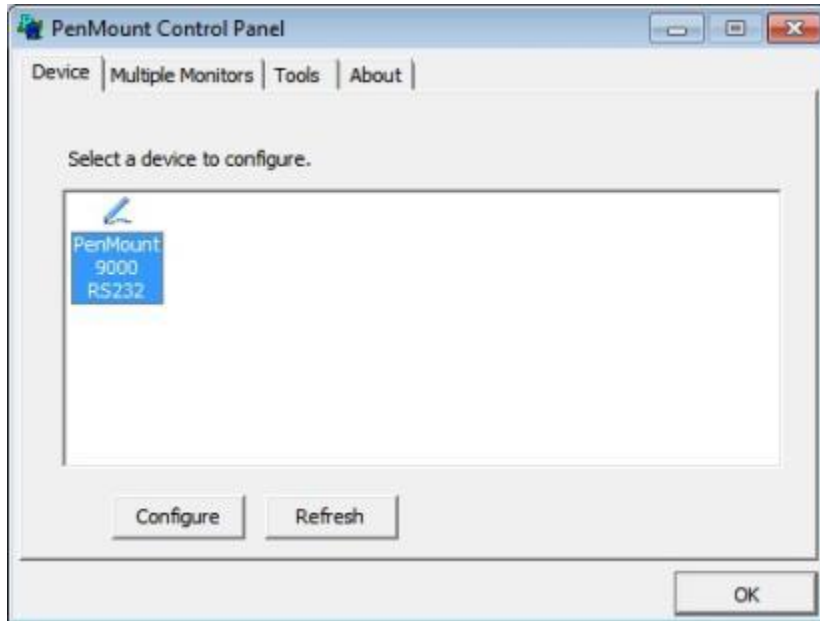 PenMount Control Panel
Device
Multiple Monitors
Tools
About
Select a device to configure.
PenMount
9000
RS232
Configure
Refresh
OK